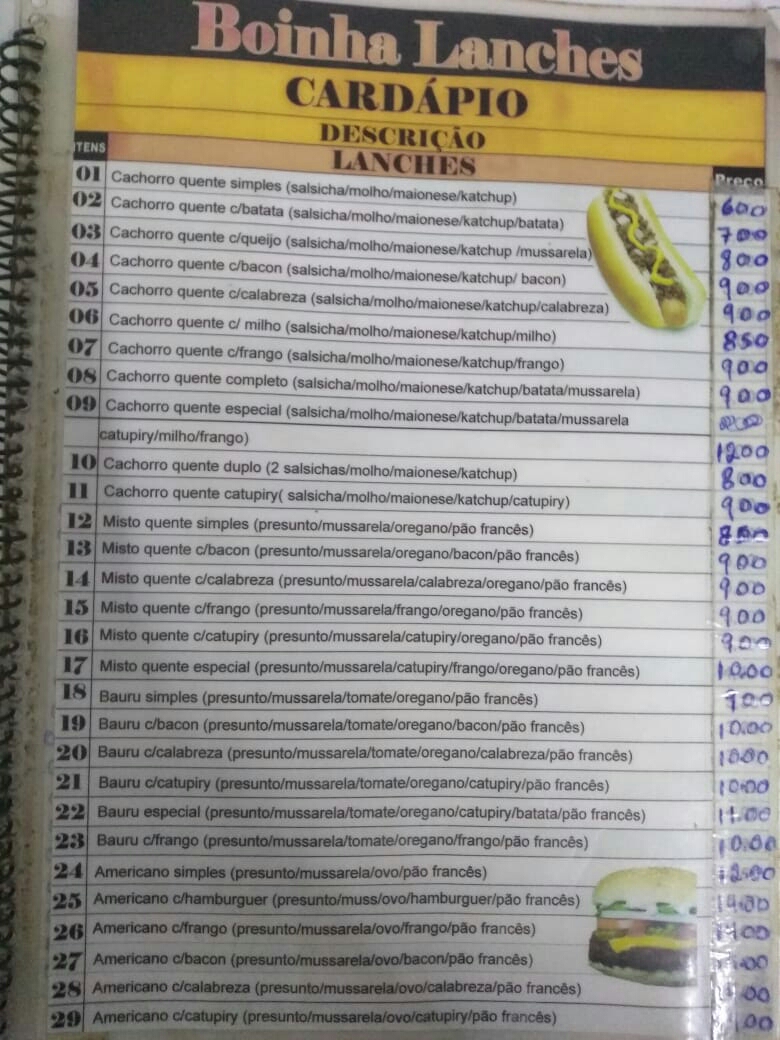 Boinha Lanches
CARDÁPIO
DESCRIÇÃO
ITENS LANCHES Preço
01 Cachorro quente simples (salsicha/molho/maionese/katchup) 600
02 Cachorro quente c/batata (salsicha/molho/maionese/katchup/batata) 700
03 Cachorro quente c/queijo (salsicha/molho/maionese/katchup /mussarela) 800
04 Cachorro quente c/bacon (salsicha/molho/maionese/katchup/ bacon) 900
05 Cachorro quente c/calabreza (salsicha/molho/maionese/katchup/calabreza) 900
06 Cachorro quente c/ milho (salsicha/molho/maionese/katchup/milho) 850
07 Cachorro quente c/frango (salsicha/molho/maionese/katchup/frango) 900
08 Cachorro quente completo (salsicha/molho/maionese/katchup/batata/mussarela) 900
09 Cachorro quente especial (salsicha/molho/maionese/katchup/batata/mussarela
catupiry/milho/frango) 1200
10 Cachorro quente duplo (2 salsichas/molho/maionese/katchup) 800
11 Cachorro quente catupiry( salsicha/molho/maionese/katchup/catupiry) 900
12 Misto quente simples (presunto/mussarela/oregano/pão francês)
13 Misto quente c/bacon (presunto/mussarela/oregano/bacon/pão francês) 900
14 Misto quente c/calabreza (presunto/mussarela/calabreza/oregano/pão francês) 900
15 Misto quente c/frango (presunto/mussarela/frango/oregano/pão francês) 900
16 Misto quente c/catupiry (presunto/mussarela/catupiry/oregano/pão francês) 900
17 Misto quente especial (presunto/mussarela/catupiry/frango/oregano/pão francês) 10.00
18 Bauru simples (presunto/mussarela/tomate/oregano/pão francês) 900
19 Bauru c/bacon (presunto/mussarela/tomate/oregano/bacon/pão francês) 10.00
20 Bauru c/calabreza (presunto/mussarela/tomate/oregano/calabreza/pão francês) 10.00
21 Bauru c/catupiry (presunto/mussarela/tomate/oregano/catupiry/pão francês) 10.00
22 Bauru especial (presunto/mussarela/tomate/oregano/catupiry/batata/pão francês) 11.00
23 Bauru c/frango (presunto/mussarela/tomate/oregano/frango/pão francês) 10.00
24 Americano simples (presunto/mussarela/ovo/pão francês) 12.00
25 Americano c/hamburguer (presunto/muss/ovo/hamburguer/pão francês) 14.00
26 Americano c/frango (presunto/mussarela/ovo/frango/pão francês)
27 Americano c/bacon (presunto/mussarela/ovo/bacon/pão francês)
28 Americano c/calabreza (presunto/mussarela/ovo/calabreza/pão francês)
29 Americano c/catupiry (presunto/mussarela/ovo/catupiry/pão francês)